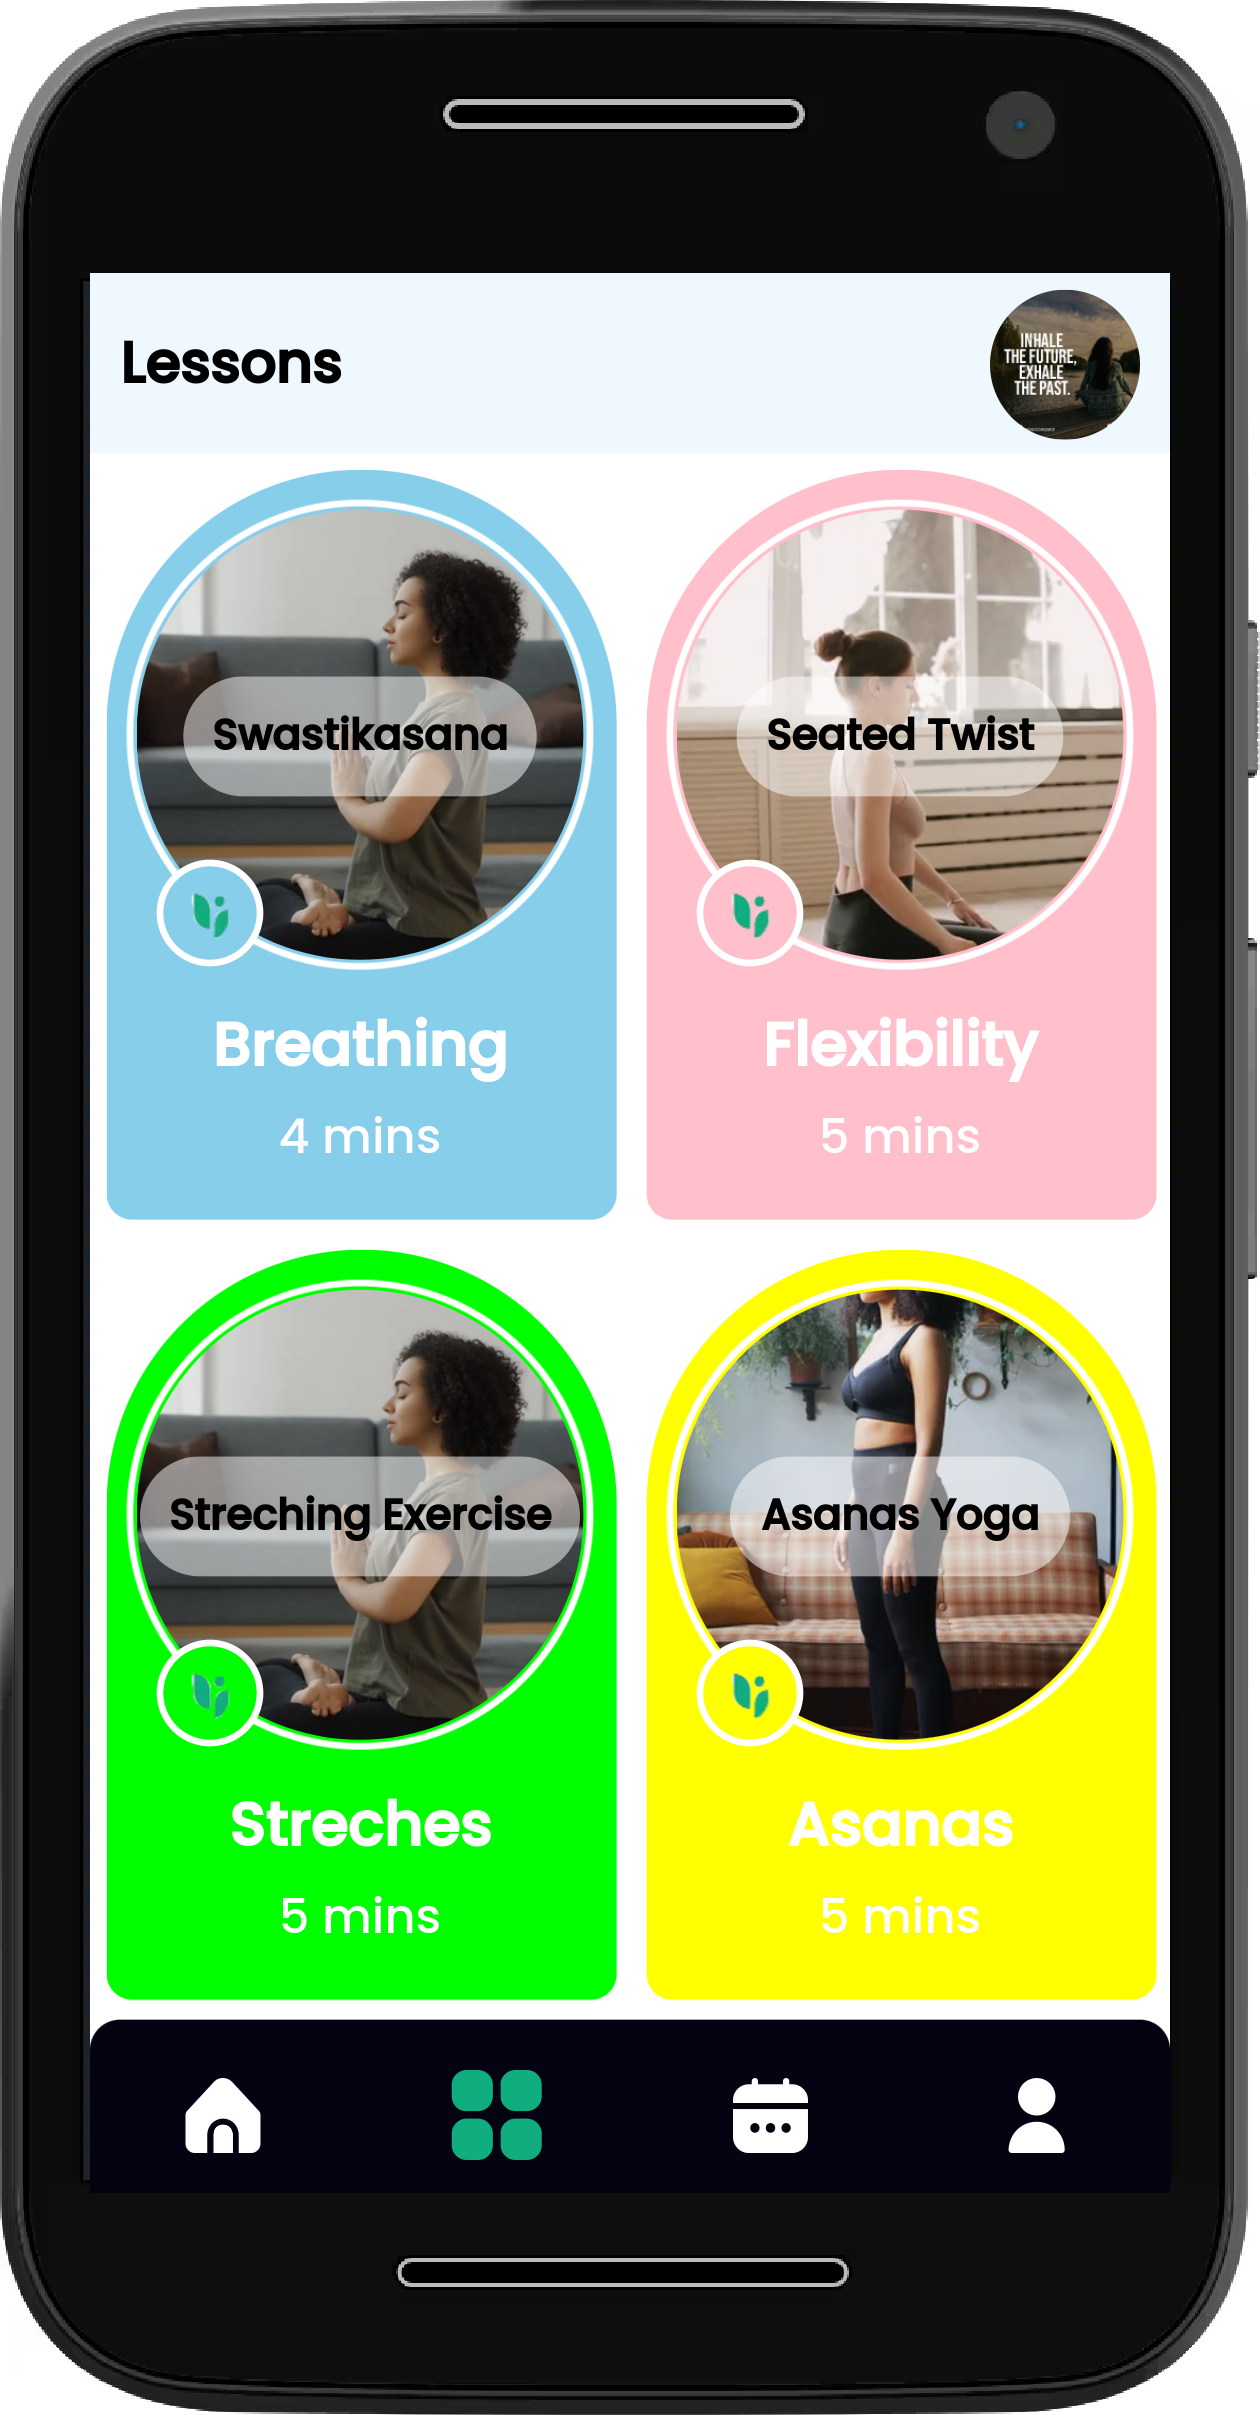 Lessons
INHALE
THE FUTURE,
EXHALE
THE PAST.
Swastikasana
Seated Twist
Breathing
Flexibility
4 mins
5 mins
Streching Exercise
Asanas Yoga
Streches
Asanas
5 mins
5 mins